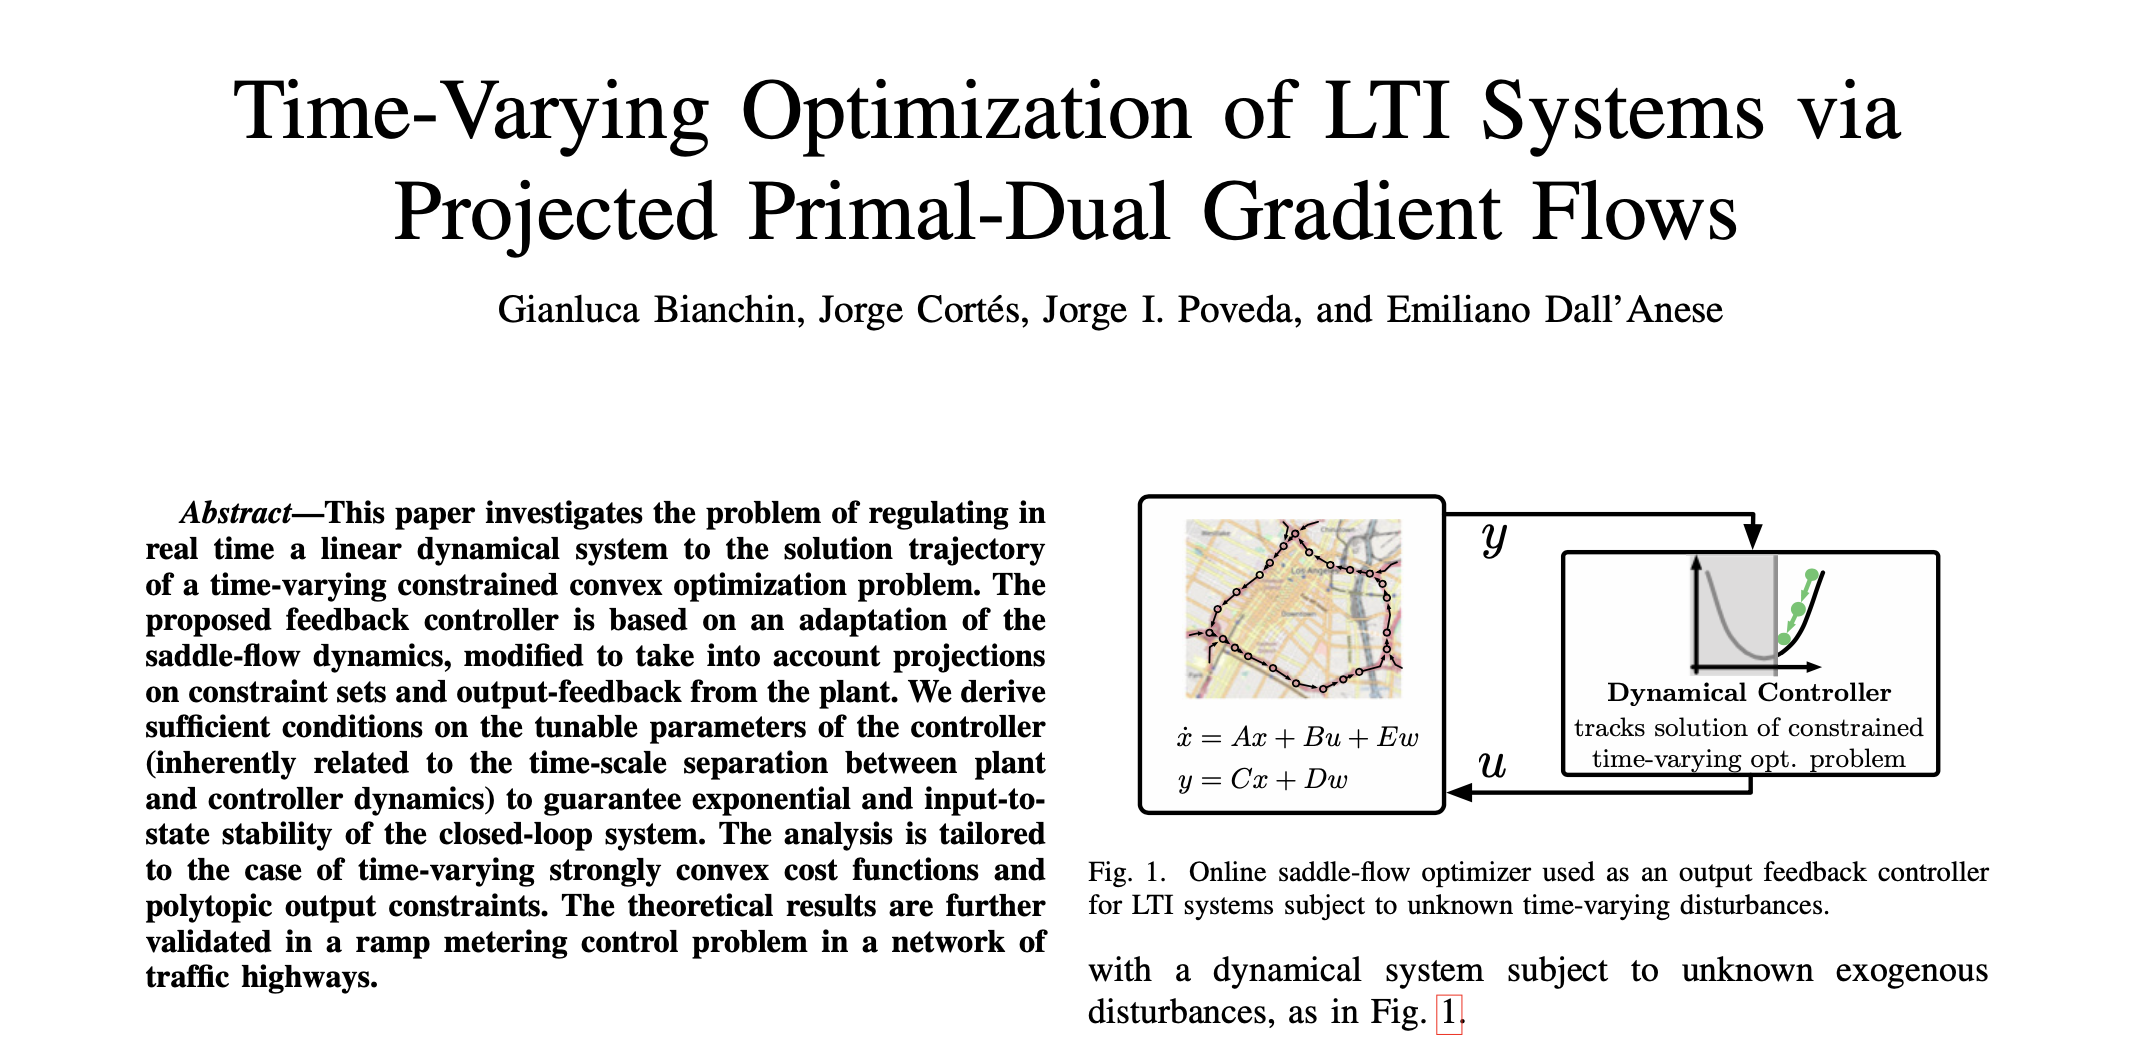 Time-Varying Optimization of LTI Systems via
Projected Primal-Dual Gradient Flows
Gianluca Bianchin, Jorge Cortés, Jorge I. Poveda, and Emiliano Dall'Anese
Abstract—This paper investigates the problem of regulating in
real time a linear dynamical system to the solution trajectory
of a time-varying constrained convex optimization problem. The
proposed feedback controller is based on an adaptation of the
saddle-flow dynamics, modified to take into account projections
on constraint sets and output-feedback from the plant. We derive
sufficient conditions on the tunable parameters of the controller
(inherently related to the time-scale separation between plant
and controller dynamics) to guarantee exponential and input-to-
state stability of the closed-loop system. The analysis is tailored
to the case of time-varying strongly convex cost functions and
polytopic output constraints. The theoretical results are further
validated in a ramp metering control problem in a network of
traffic highways.
Los Angeles
Downtown
ẋ = Ax + Bu + Ew
y = Cx + Dw
y
Dynamical Controller
tracks solution of constrained
time-varying opt. problem
u
Fig. 1. Online saddle-flow optimizer used as an output feedback controller
for LTI systems subject to unknown time-varying disturbances.
with a dynamical system subject to unknown exogenous
disturbances, as in Fig. 1.